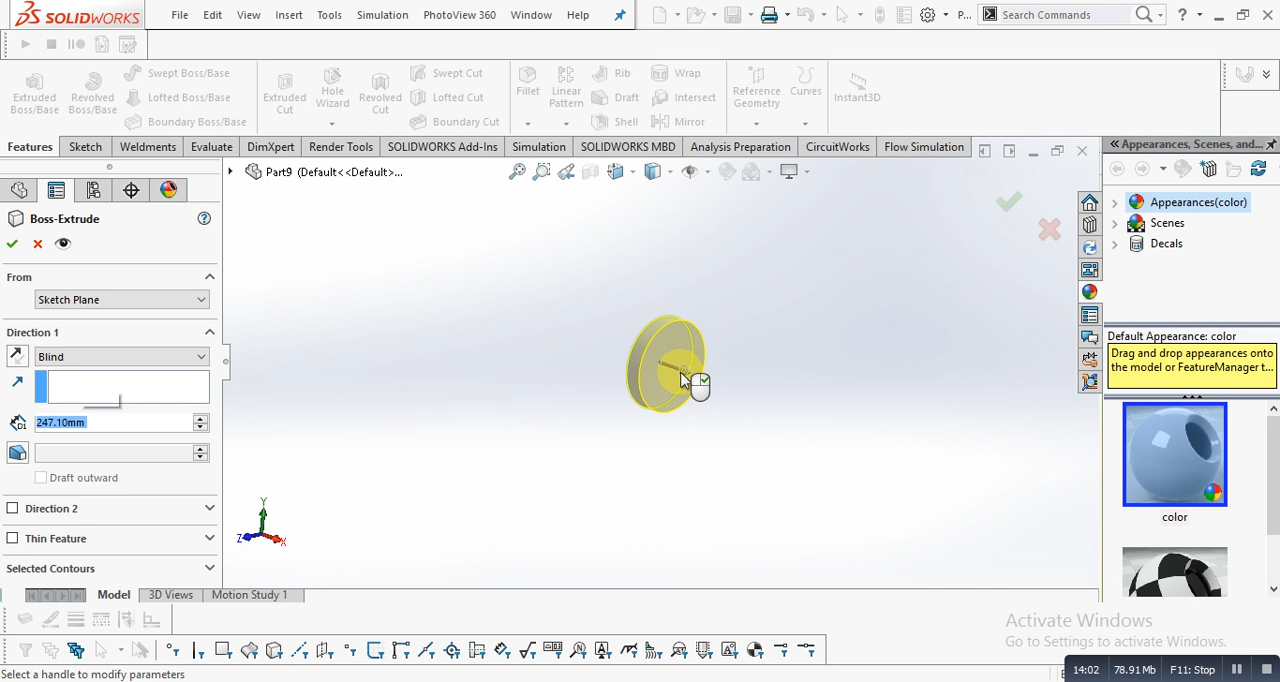 SOLIDWORKS File Edit View Insert Tools Simulation PhotoView 360 Window Help P... Search Commands ?
Extruded Boss/Base
Revolved Boss/Base
Swept Boss/Base
Lofted Boss/Base
Boundary Boss/Base
Extruded Cut
Hole Wizard
Revolved Cut
Swept Cut
Lofted Cut
Boundary Cut
Fillet
Linear Pattern
Rib
Draft
Shell
Wrap
Intersect
Mirror
Reference Geometry
Curves
Instant3D
Features Sketch Weldments Evaluate DimXpert Render Tools SOLIDWORKS Add-Ins Simulation SOLIDWORKS MBD Analysis Preparation CircuitWorks Flow Simulation
Appearances, Scenes, and...
Part9 (Default<<Default>...
Appearances(color)
Scenes
Decals
Boss-Extrude
From
Sketch Plane
Direction 1
Blind
247.10mm
Draft outward
Direction 2
Thin Feature
Selected Contours
Default Appearance: color
Drag and drop appearances onto
the model or FeatureManager t...
color
Y
Z
X
Model 3D Views Motion Study 1
Activate Windows
Go to Settings to activate Windows.
Select a handle to modify parameters
14:02 78.91Mb F11: Stop